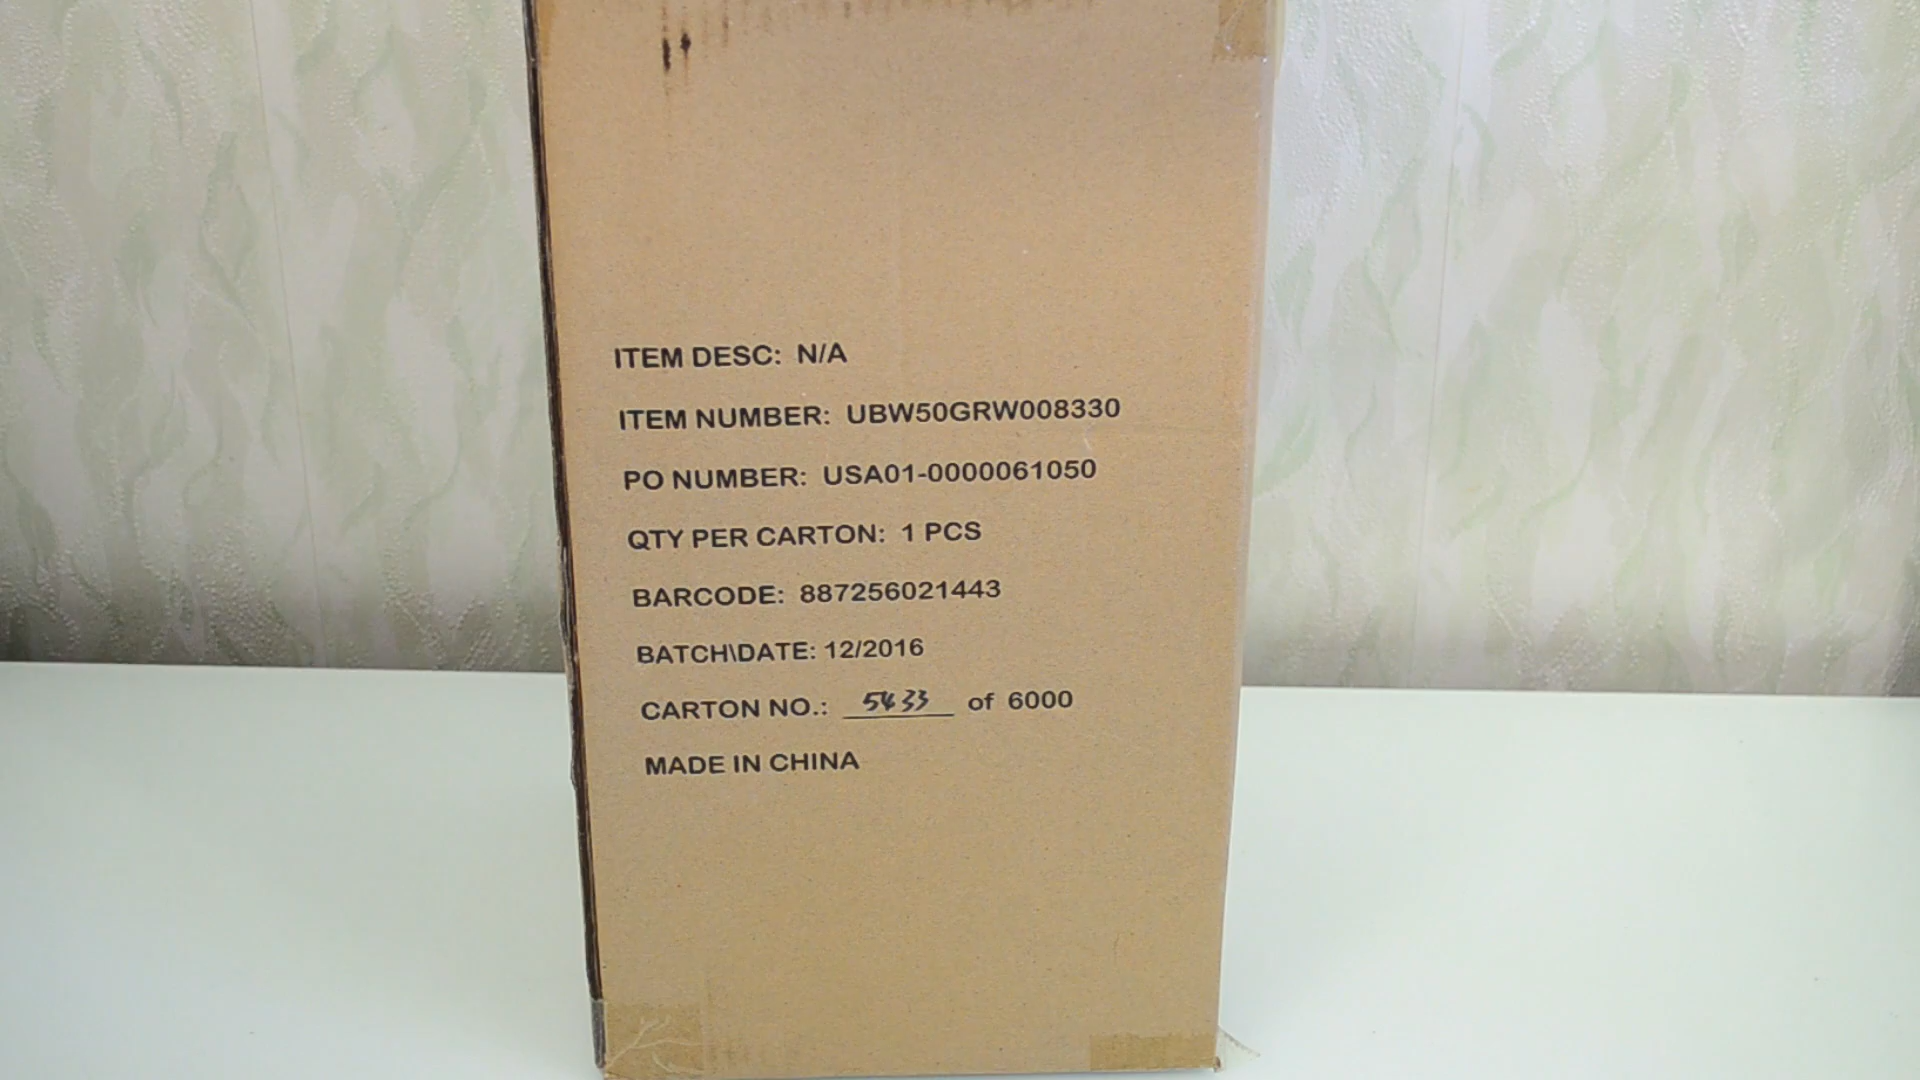 ITEM DESC: N/A
ITEM NUMBER: UBW50GRW008330
PO NUMBER: USA01-0000061050
QTY PER CARTON: 1 PCS
BARCODE: 887256021443
BATCH\DATE: 12/2016
CARTON NO.: 5433 of 6000
MADE IN CHINA